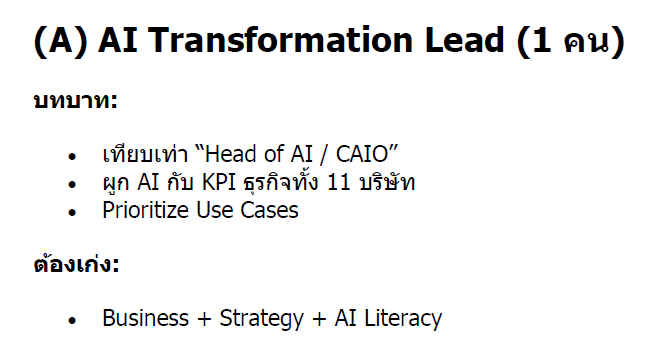 (A) AI Transformation Lead (1 คน)
บทบาท:
• เทียบเท่า “Head of AI / CAIO”
• ผูก AI กับ KPI ธุรกิจทั้ง 11 บริษัท
• Prioritize Use Cases
ต้องเก่ง:
• Business + Strategy + AI Literacy